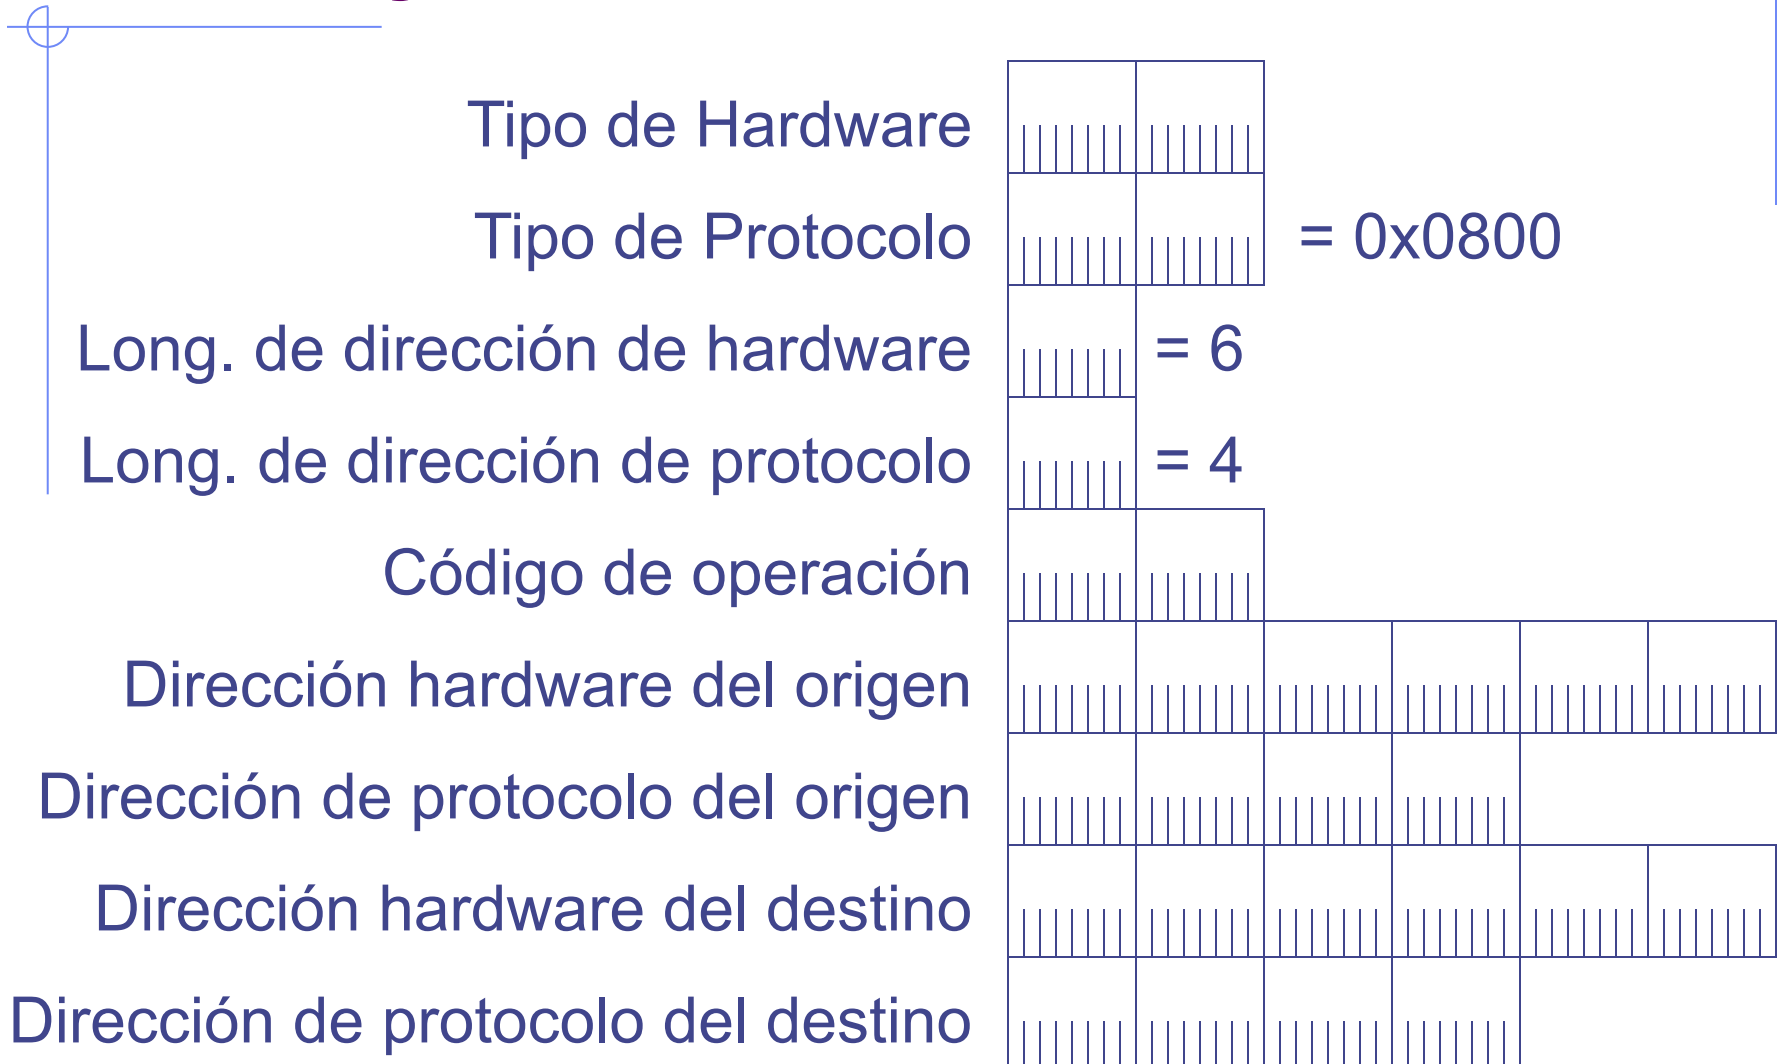 Tipo de Hardware
Tipo de Protocolo = 0x0800
Long. de dirección de hardware = 6
Long. de dirección de protocolo = 4
Código de operación
Dirección hardware del origen
Dirección de protocolo del origen
Dirección hardware del destino
Dirección de protocolo del destino